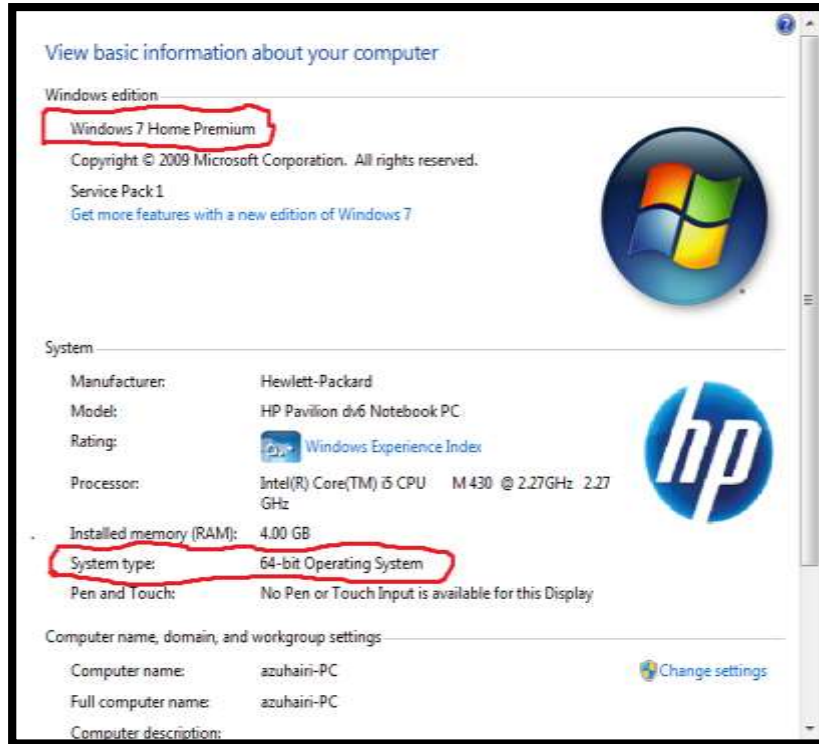 View basic information about your computer
Windows edition
Windows 7 Home Premium
Copyright © 2009 Microsoft Corporation. All rights reserved.
Service Pack 1
Get more features with a new edition of Windows 7
System
Manufacturer: Hewlett-Packard
Model: HP Pavilion dv6 Notebook PC
Rating: Windows Experience Index
Processor: Intel(R) Core(TM) i5 CPU M 430 @ 2.27GHz 2.27
GHz
Installed memory (RAM): 4.00 GB
System type: 64-bit Operating System
Pen and Touch: No Pen or Touch Input is available for this Display
hp
Computer name, domain, and workgroup settings
Computer name: azuhairi-PC
Change settings
Full computer name: azuhairi-PC
Computer description: